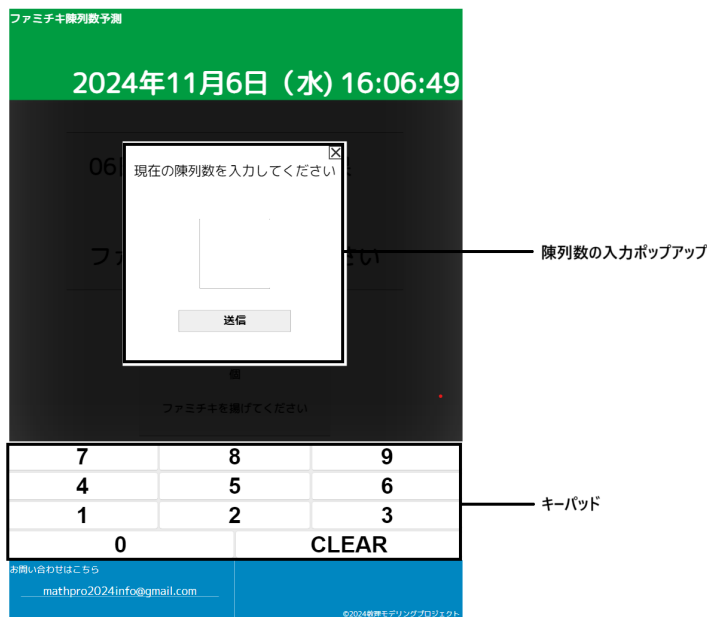 ファミチキ陳列数予測
2024年11月6日（水) 16:06:49
06
現在の陳列数を入力してください
ファ
さい
陳列数の入力ポップアップ
送信
個
ファミチキを揚げてください
7 8 9
4 5 6
キーパッド
1 2 3
0 CLEAR
お問い合わせはこちら
mathpro2024info@gmail.com
©2024数理モデリングプロジェクト